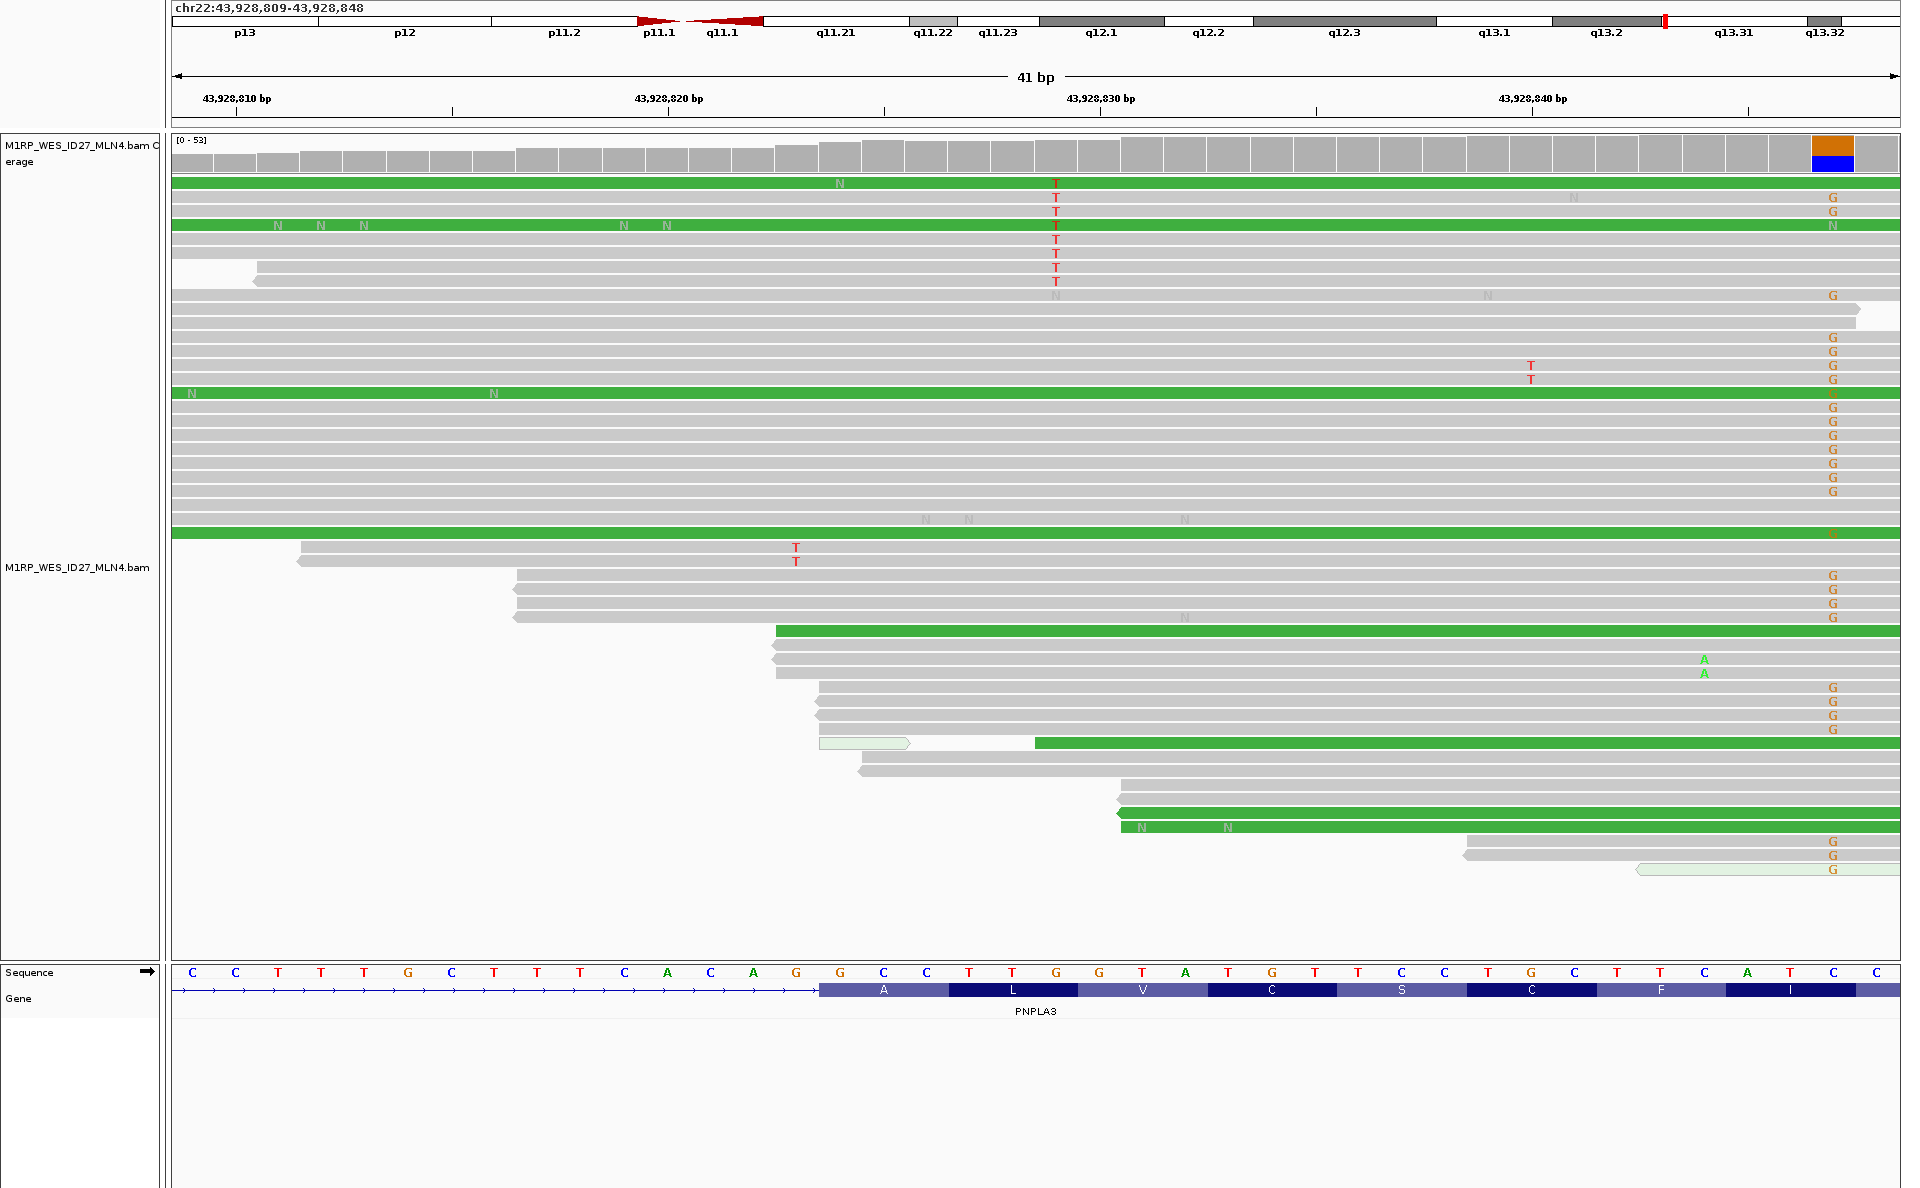 chr22:43,928,809-43,928,848
p13 p12 p11.2 p11.1 q11.1 q11.21 q11.22 q11.23 q12.1 q12.2 q12.3 q13.1 q13.2 q13.31 q13.32
41 bp
43,928,810 bp 43,928,820 bp 43,928,830 bp 43,928,840 bp
M1RP_WES_ID27_MLN4.bam C
erage
[0 - 53]
N T
T N G
T G
N N N N N T N
T
T
T
T
N N G
G
G
T G
T G
N N
G
G
G
G
G
G
G
N N N
T
T
M1RP_WES_ID27_MLN4.bam
G
G
G
N G
A
A
G
G
G
G
N N
G
G
G
Sequence C C T T T G C T T T C A C A G G C C T T G G T A T G T T C C T G C T T C A T C C
Gene A L V C S C F I
PNPLA3